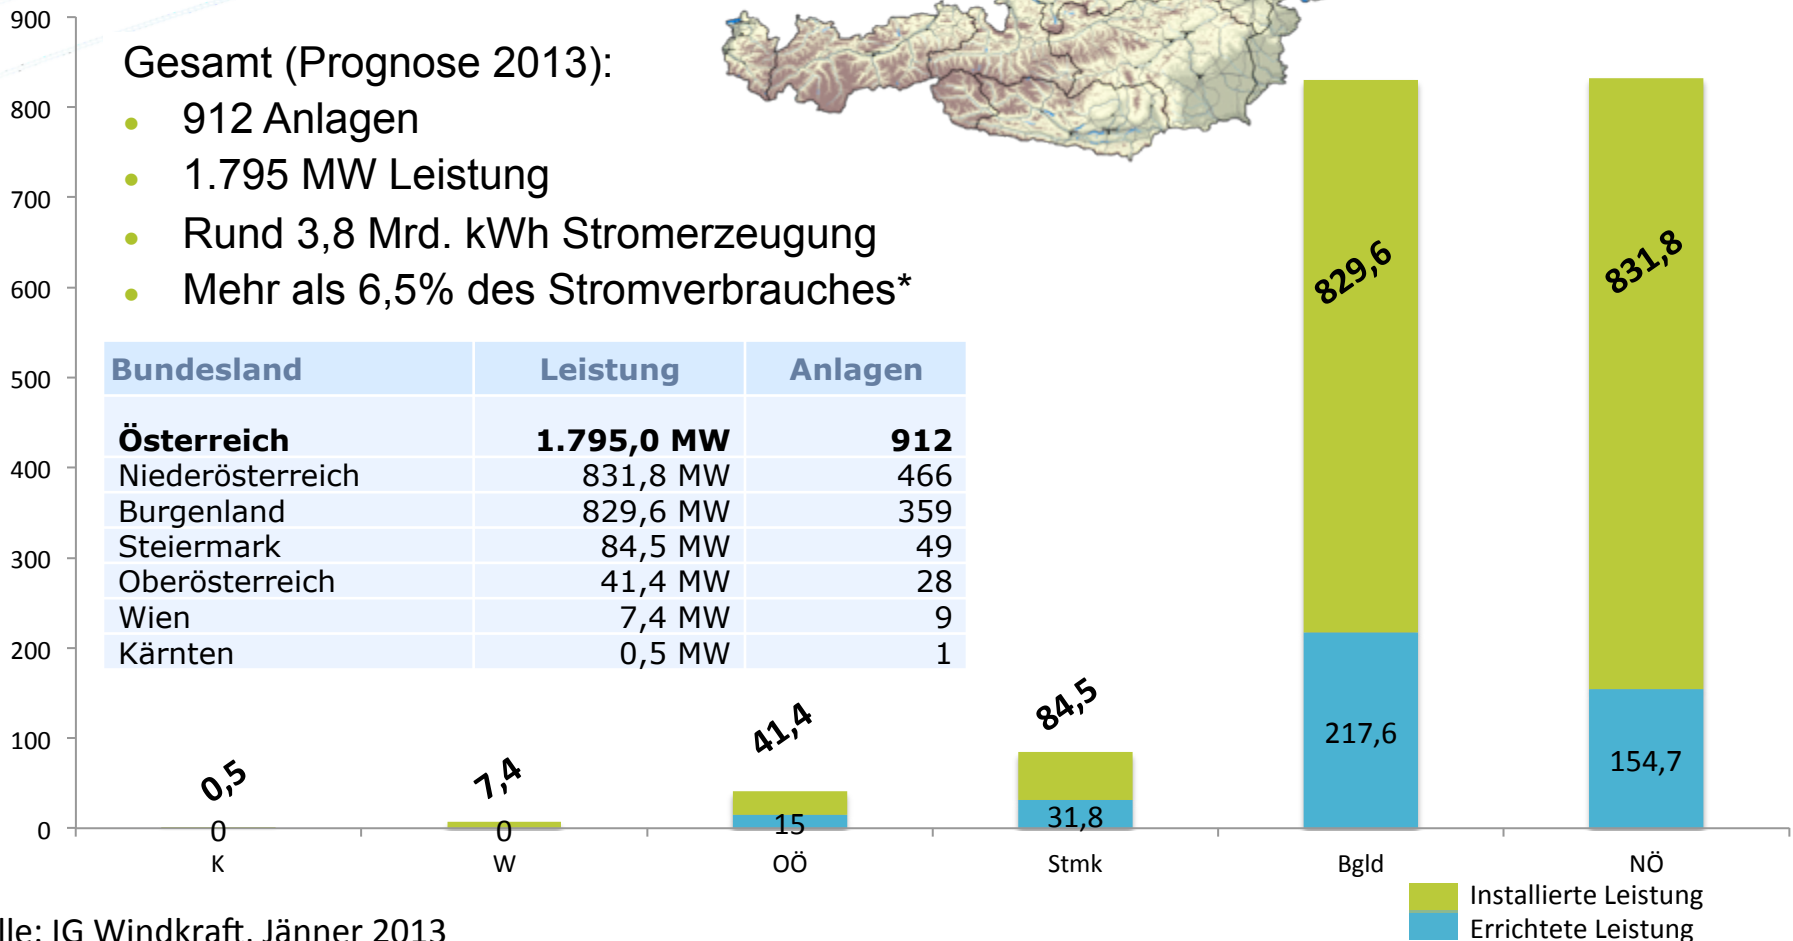 900
800
700
600
500
400
300
200
100
0
Gesamt (Prognose 2013):
• 912 Anlagen
• 1.795 MW Leistung
• Rund 3,8 Mrd. kWh Stromerzeugung
• Mehr als 6,5% des Stromverbrauches*
Bundesland Leistung Anlagen
Österreich 1.795,0 MW 912
Niederösterreich 831,8 MW 466
Burgenland 829,6 MW 359
Steiermark 84,5 MW 49
Oberösterreich 41,4 MW 28
Wien 7,4 MW 9
Kärnten 0,5 MW 1
0,5 7,4 41,4 84,5 829,6 831,8
0 0 15 31,8 217,6 154,7
K W OÖ Stmk Bgld NÖ
Installierte Leistung
Errichtete Leistung
lle: IG Windkraft, Jänner 2013